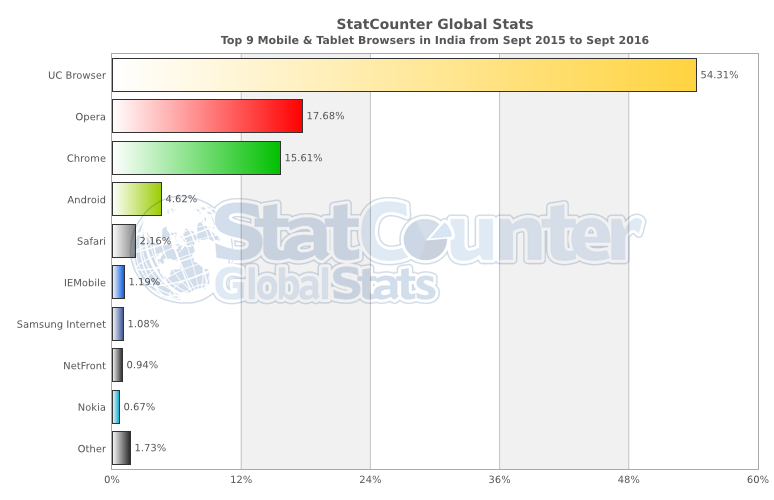 StatCounter Global Stats
Top 9 Mobile & Tablet Browsers in India from Sept 2015 to Sept 2016
UC Browser 54.31%
Opera 17.68%
Chrome 15.61%
Android 4.62%
Safari 2.16%
StatCounter
IEMobile 1.19%
GlobalStats
Samsung Internet 1.08%
NetFront 0.94%
Nokia 0.67%
Other 1.73%
0% 12% 24% 36% 48% 60%